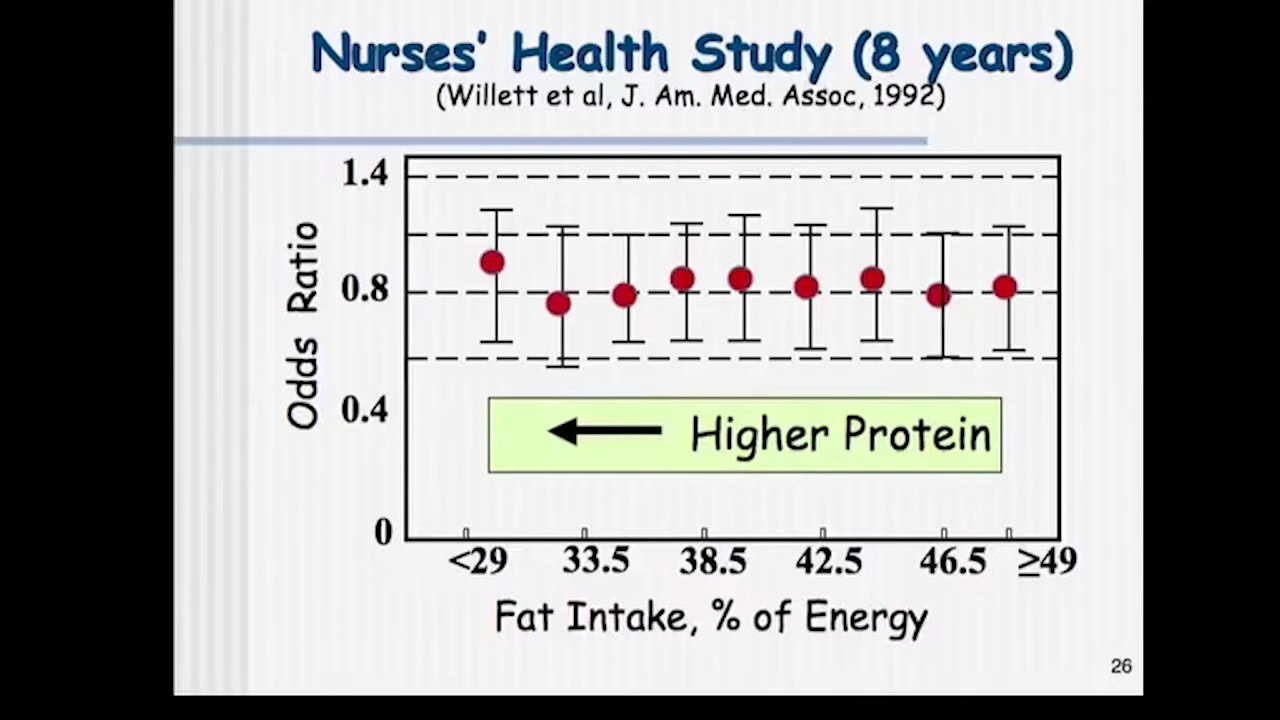 Nurses' Health Study (8 years)
(Willett et al, J. Am. Med. Assoc, 1992)
1.4
0.8
0.4
0
Odds Ratio
Higher Protein
<29 33.5 38.5 42.5 46.5 ≥49
Fat Intake, % of Energy
26